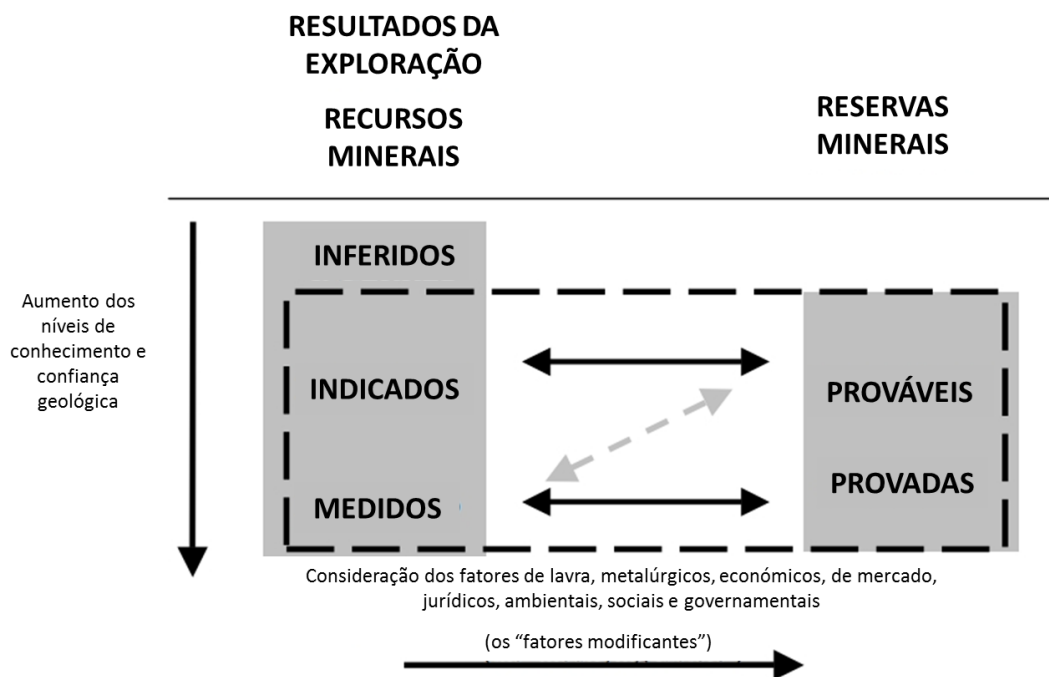 RESULTADOS DA
EXPLORAÇÃO
RECURSOS
MINERAIS
RESERVAS
MINERAIS
INFERIDOS
Aumento dos
níveis de
conhecimento e
confiança
geológica
INDICADOS
PROVÁVEIS
MEDIDOS
PROVADAS
Consideração dos fatores de lavra, metalúrgicos, económicos, de mercado,
jurídicos, ambientais, sociais e governamentais
(os “fatores modificantes”)